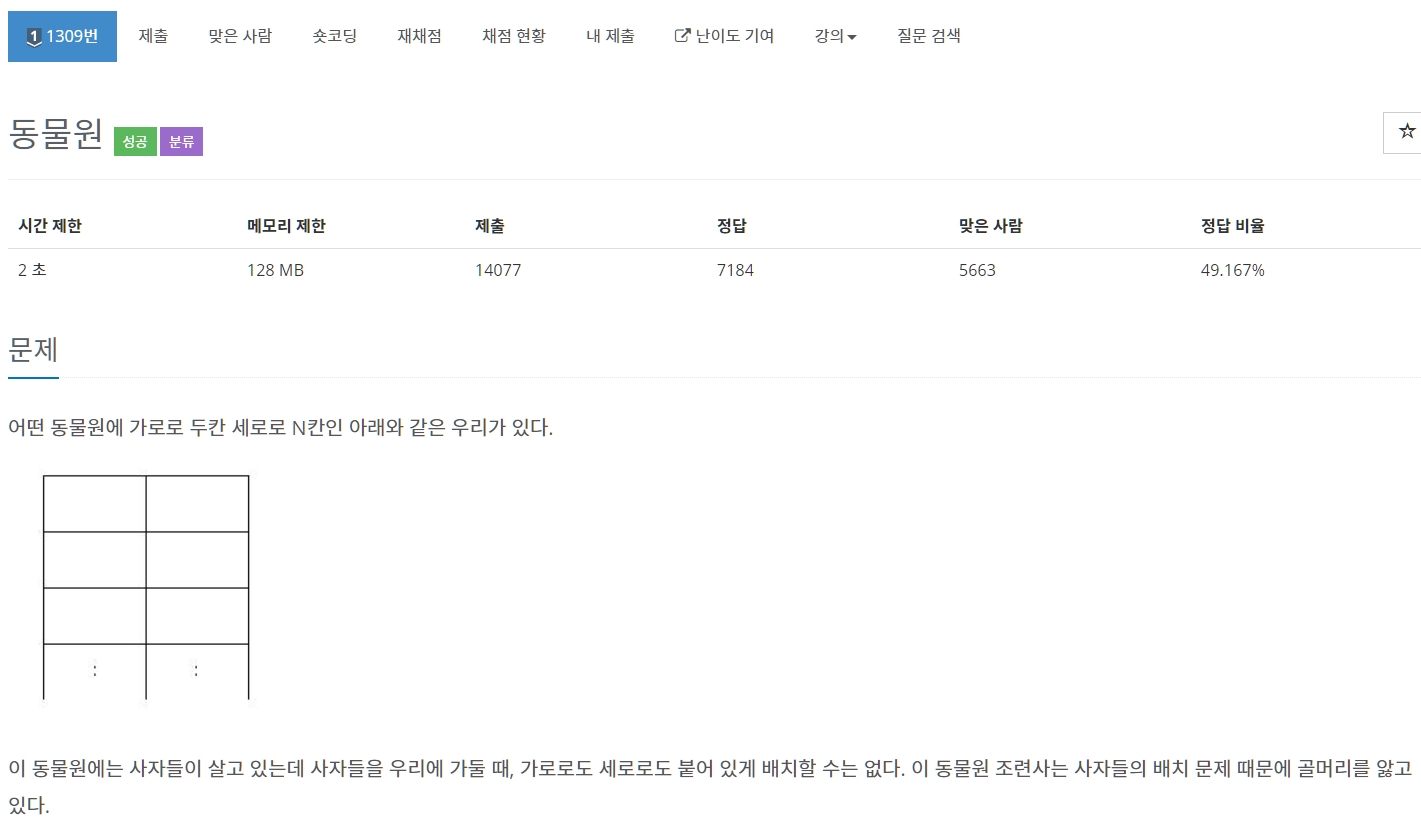 1 1309번 제출 맞은 사람 숏코딩 재채점 채점 현황 내 제출 난이도 기여 강의 질문 검색
동물원 성공 분류
시간 제한 메모리 제한 제출 정답 맞은 사람 정답 비율
2 초 128 MB 14077 7184 5663 49.167%
문제
어떤 동물원에 가로로 두칸 세로로 N칸인 아래와 같은 우리가 있다.
: :
이 동물원에는 사자들이 살고 있는데 사자들을 우리에 가둘 때, 가로로도 세로로도 붙어 있게 배치할 수는 없다. 이 동물원 조련사는 사자들의 배치 문제 때문에 골머리를 앓고
있다.